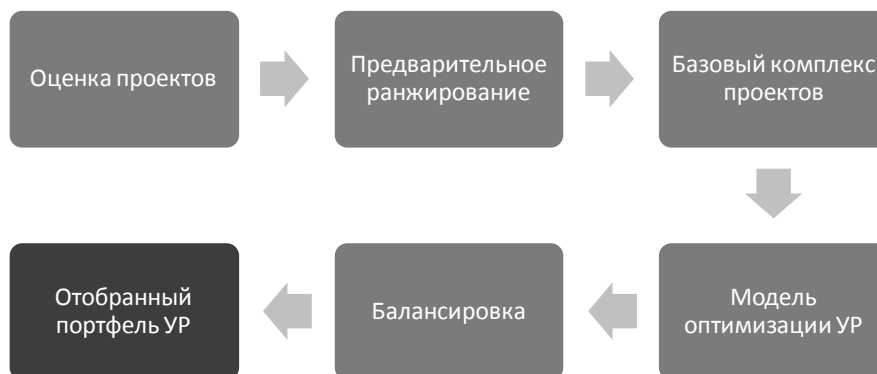 Оценка проектов
Предварительное
ранжирование
Базовый комплекс
проектов
Модель
оптимизации УР
Балансировка
Отобранный
портфель УР